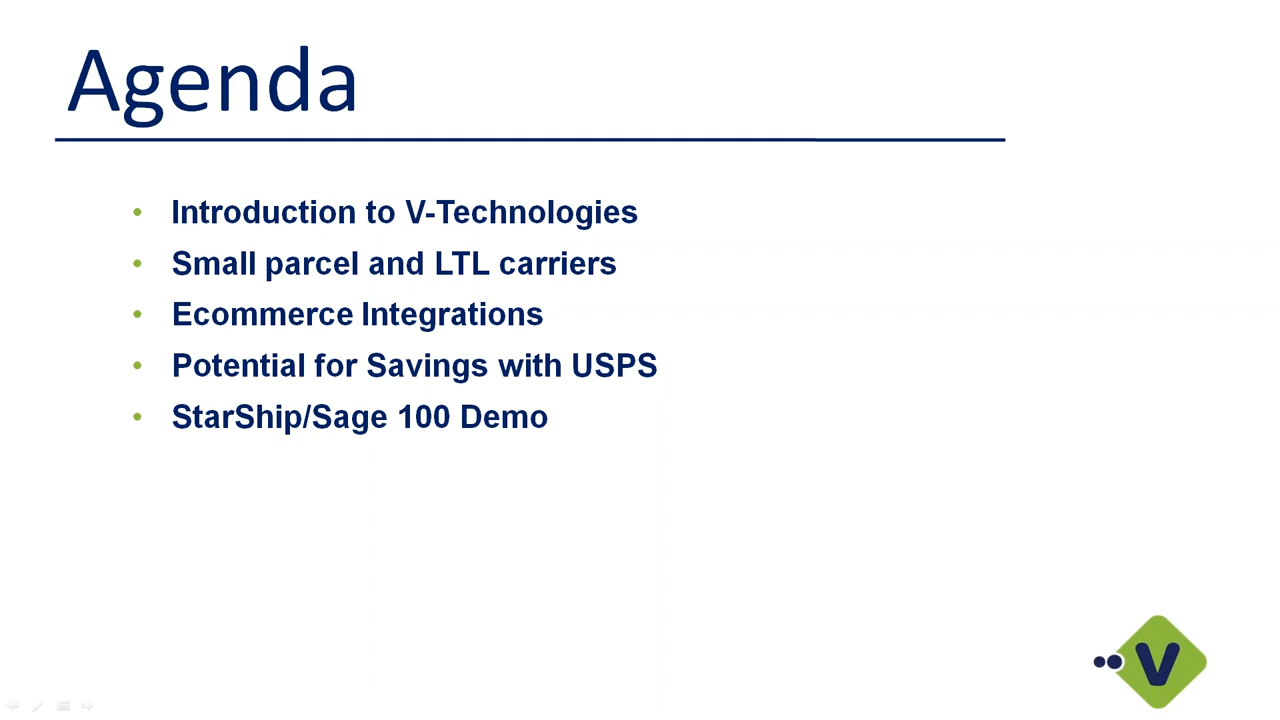 Agenda
• Introduction to V-Technologies
• Small parcel and LTL carriers
• Ecommerce Integrations
• Potential for Savings with USPS
• StarShip/Sage 100 Demo
V